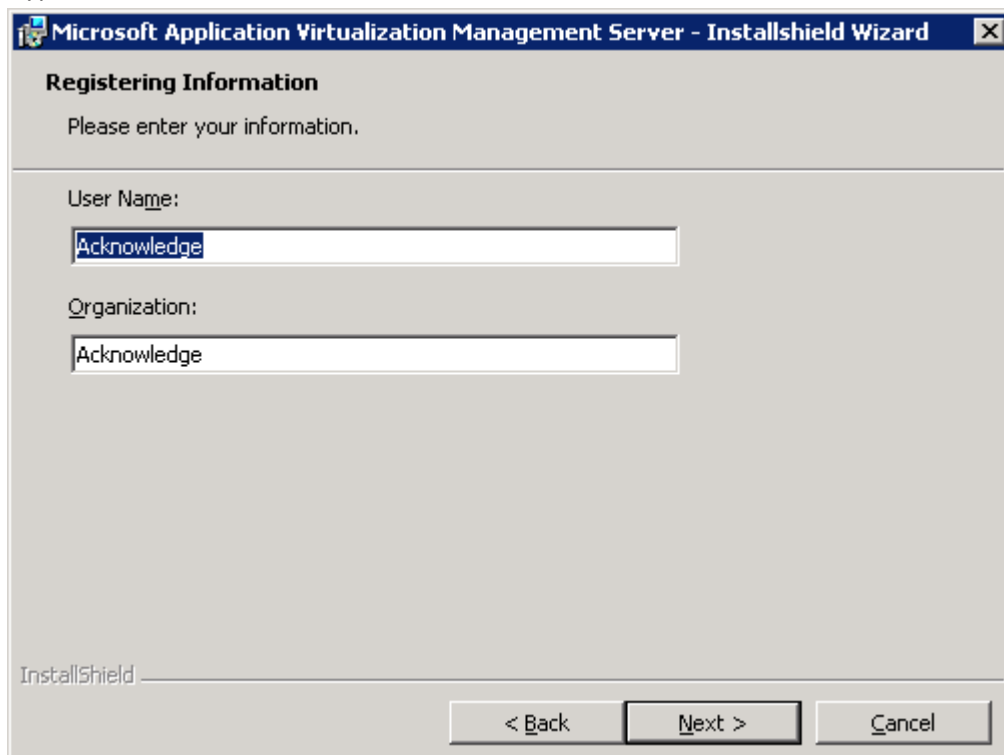 Microsoft Application Virtualization Management Server - Installshield Wizard
Registering Information
Please enter your information.
User Name:
Acknowledge
Organization:
Acknowledge
InstallShield
< Back Next > Cancel